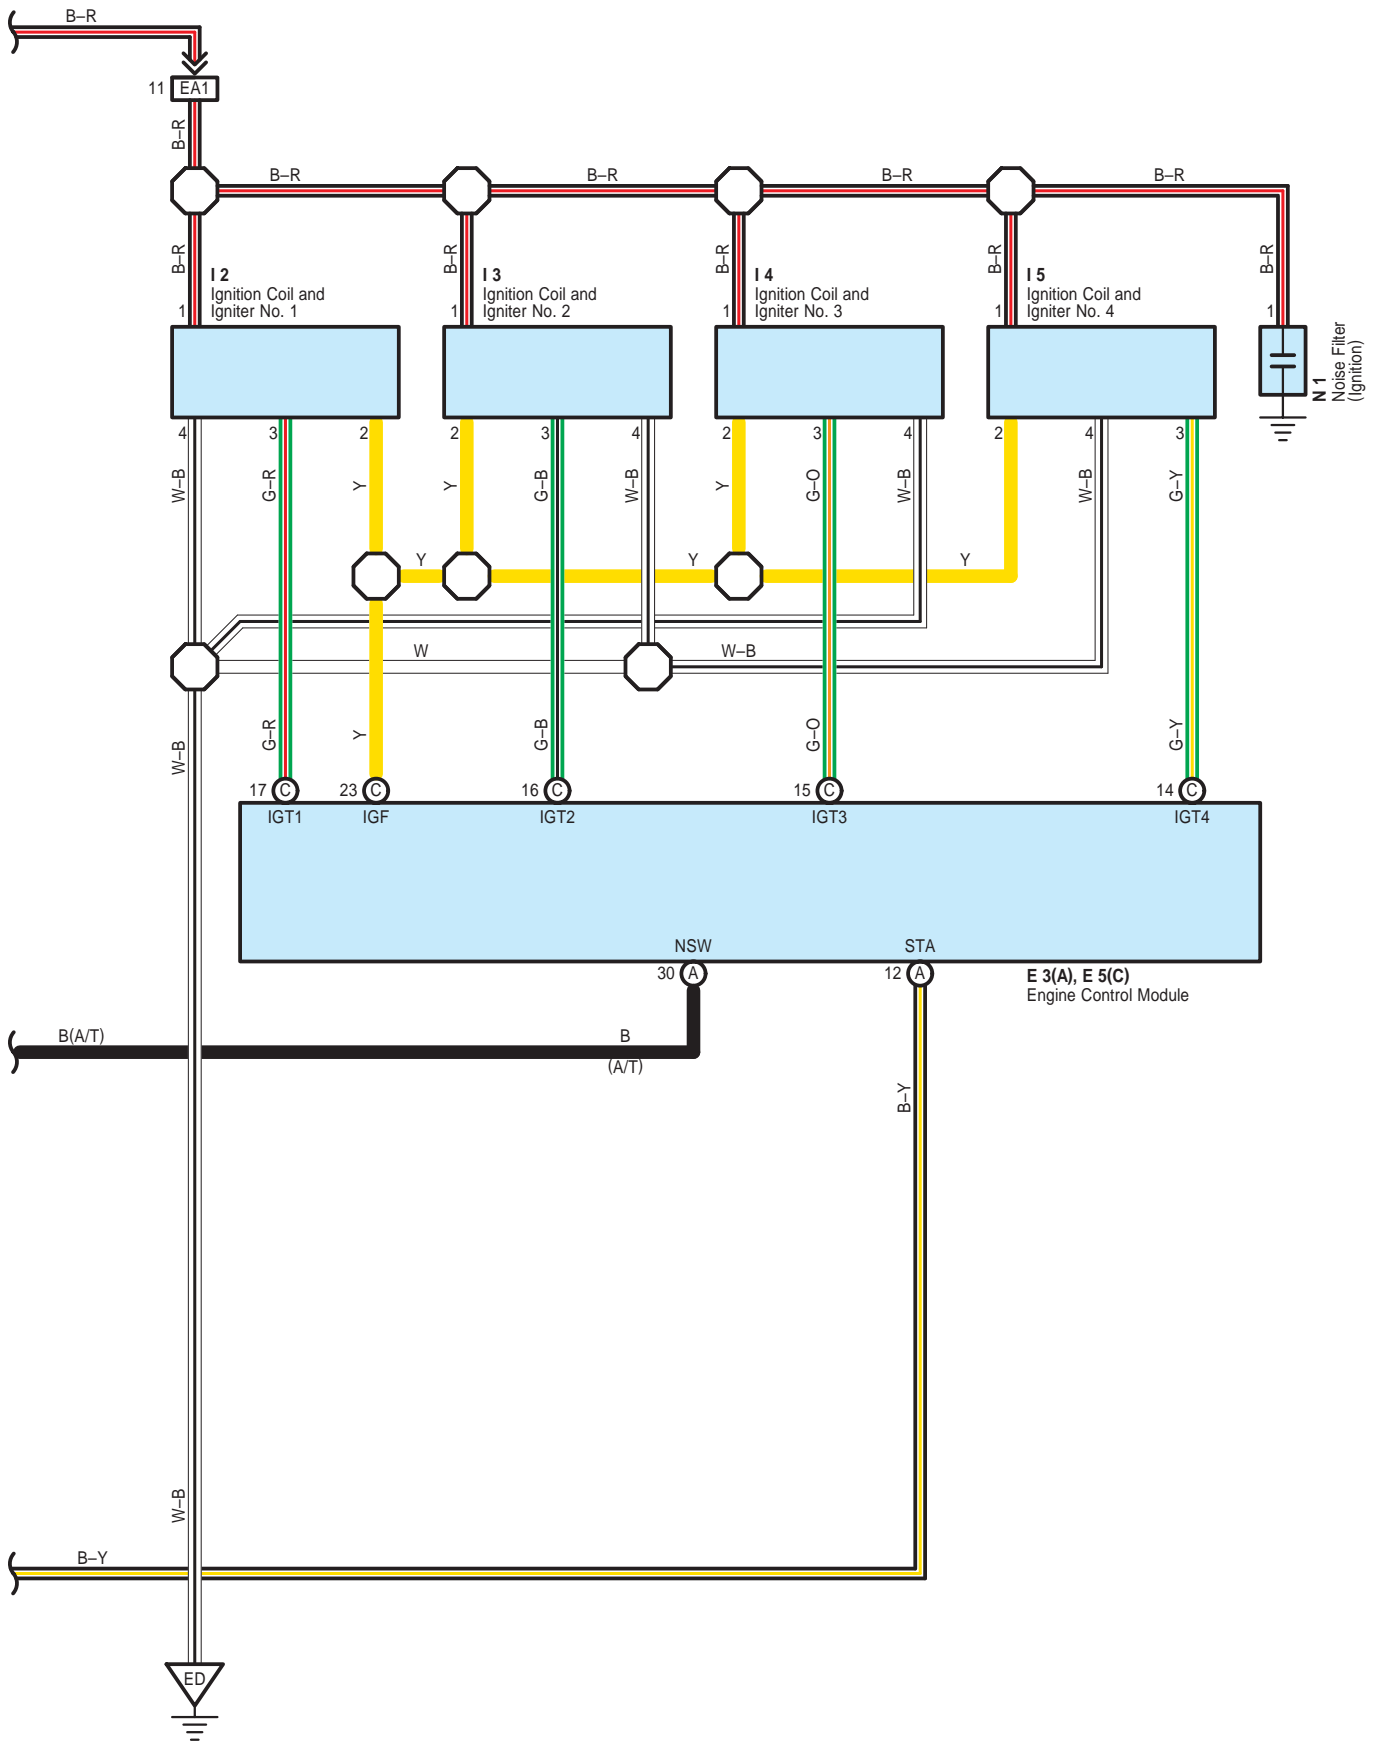 B–R
11 EA1
B–R
B–R B–R B–R B–R
B–R B–R B–R B–R B–R
I 2
Ignition Coil and
Igniter No. 1
I 3
Ignition Coil and
Igniter No. 2
I 4
Ignition Coil and
Igniter No. 3
I 5
Ignition Coil and
Igniter No. 4
1 1 1 1 1
N 1
Noise Filter
(Ignition)
4 3 2 2 3 4 2 3 4 2 4 3
W–B G–R Y Y G–B W–B Y G–O W–B W–B G–Y
Y Y Y
W W–B
W–B G–R Y G–B G–O G–Y
17 C 23 C 16 C 15 C 14 C
IGT1 IGF IGT2 IGT3 IGT4
NSW STA
30 A 12 A
E 3(A), E 5(C)
Engine Control Module
B(A/T) B
(A/T)
B–Y
W–B
B–Y
ED